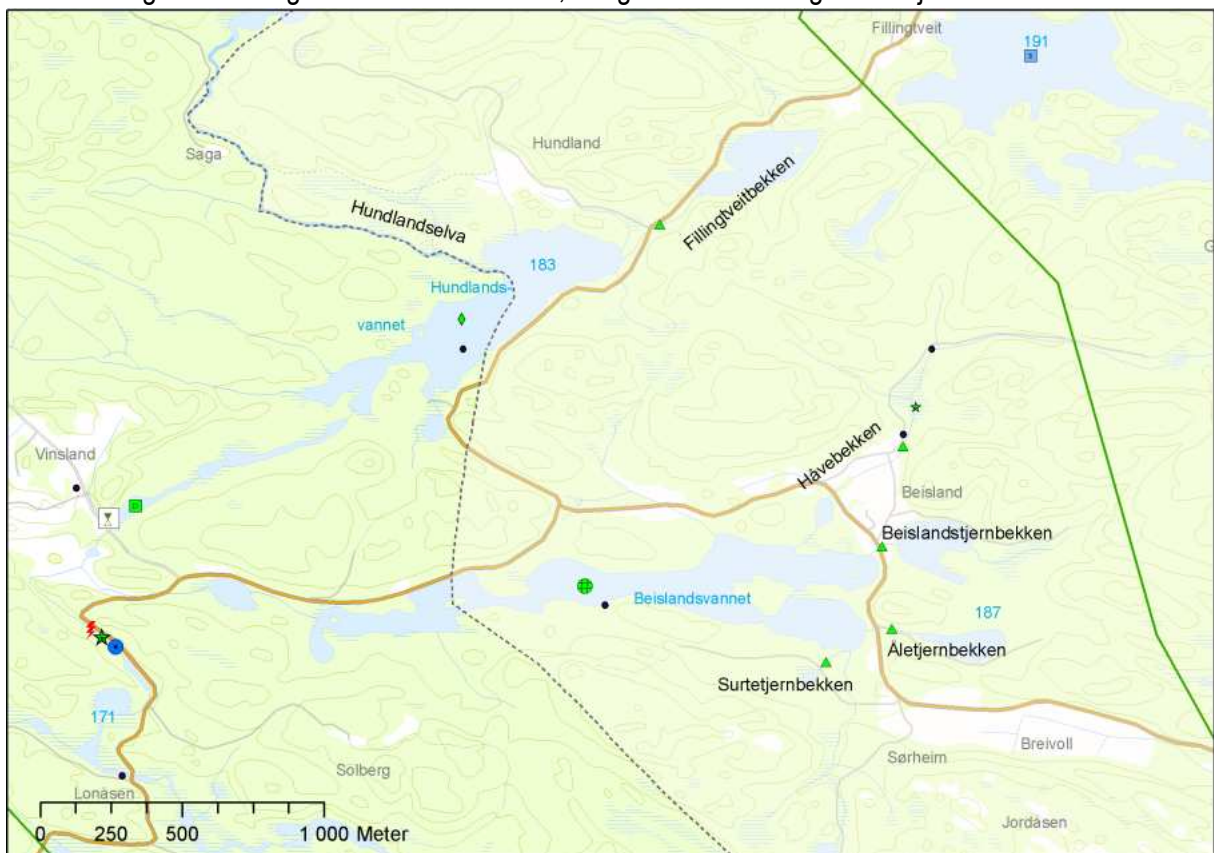 Fillingtveit
191
Hundland
Saga
Fillingtveitbekken
Hundlandselva
183
Hundlands-
vannet
Håvebekken
Vinsland
Beisland
Beislandstjernbekken
Beislandsvannet
187
Åletjernbekken
Surtetjernbekken
171
Sørheim
Breivoll
Solberg
Lonåsen
Jordåsen
0 250 500 1 000 Meter